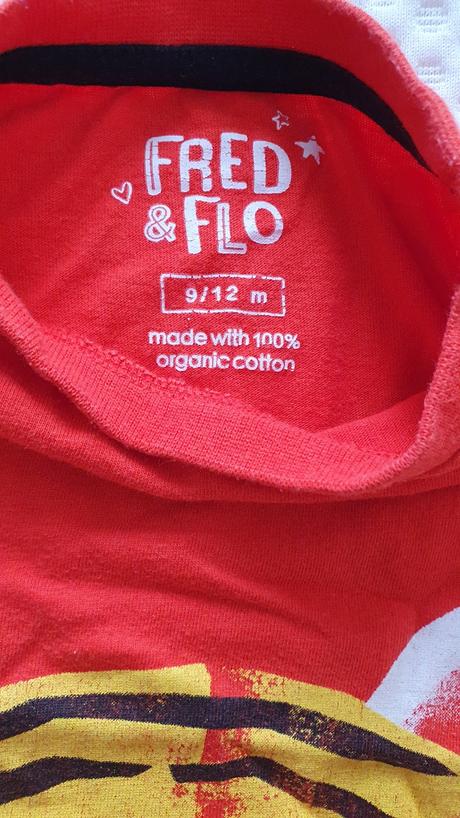 FRED
& FLO
9/12 m
made with 100%
organic cotton